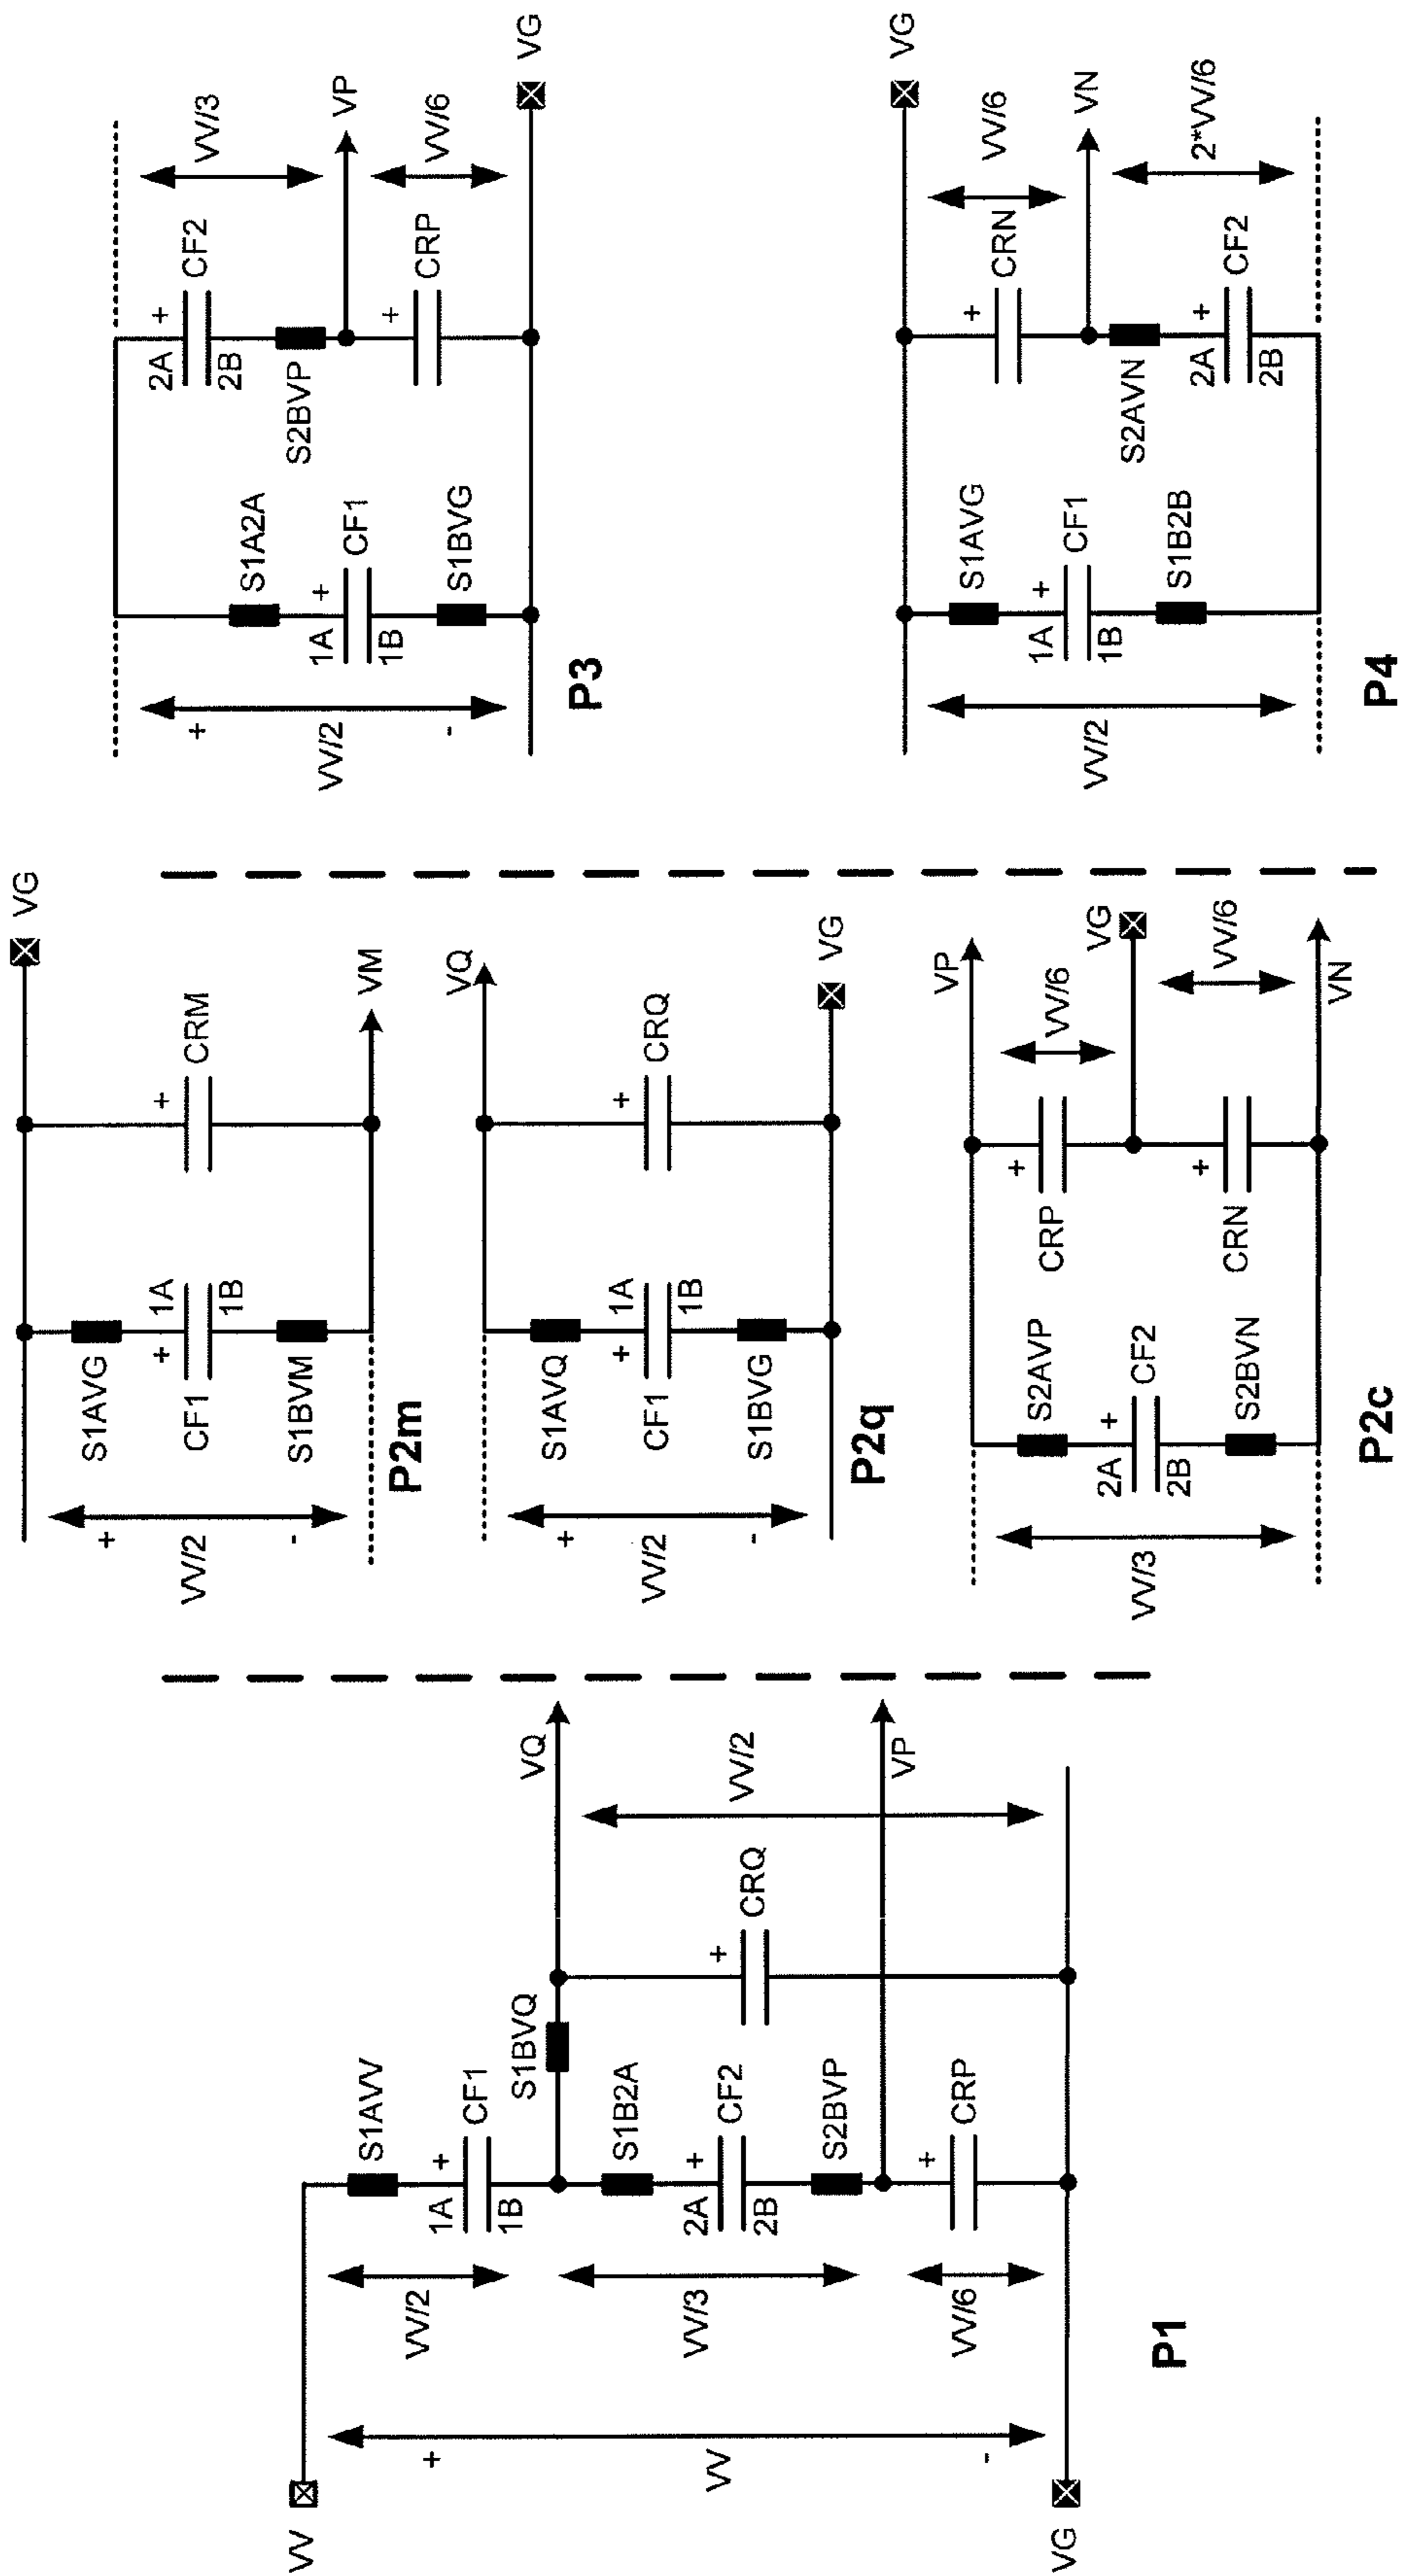 VV
VG
VV
+
-
VV/2
VV/3
VV/6
S1AVV
1A
+
CF1
1B
S1BVQ
S1B2A
2A
+
CF2
2B
S2BVP
+
CRP
+
CRQ
VQ
VV/2
VP
P1
VG
S1AVG
+
1A
CF1
1B
S1BVM
+
CRM
VM
+
VV/2
-
P2m
VQ
S1AVQ
+
1A
CF1
1B
S1BVG
+
CRQ
VG
+
VV/2
-
P2q
VP
S2AVP
2A
+
CF2
2B
S2BVN
VV/3
+
CRP
+
CRN
VV/6
VG
VV/6
VN
P2c
+
VV/2
-
S1A2A
1A
+
CF1
1B
S1BVG
2A
+
CF2
2B
S2BVP
+
CRP
VV/3
VP
VV/6
VG
P3
VG
VV/2
S1AVG
1A
+
CF1
1B
S1B2B
+
CRN
S2AVN
2A
+
CF2
2B
VV/6
VN
2*VV/6
P4